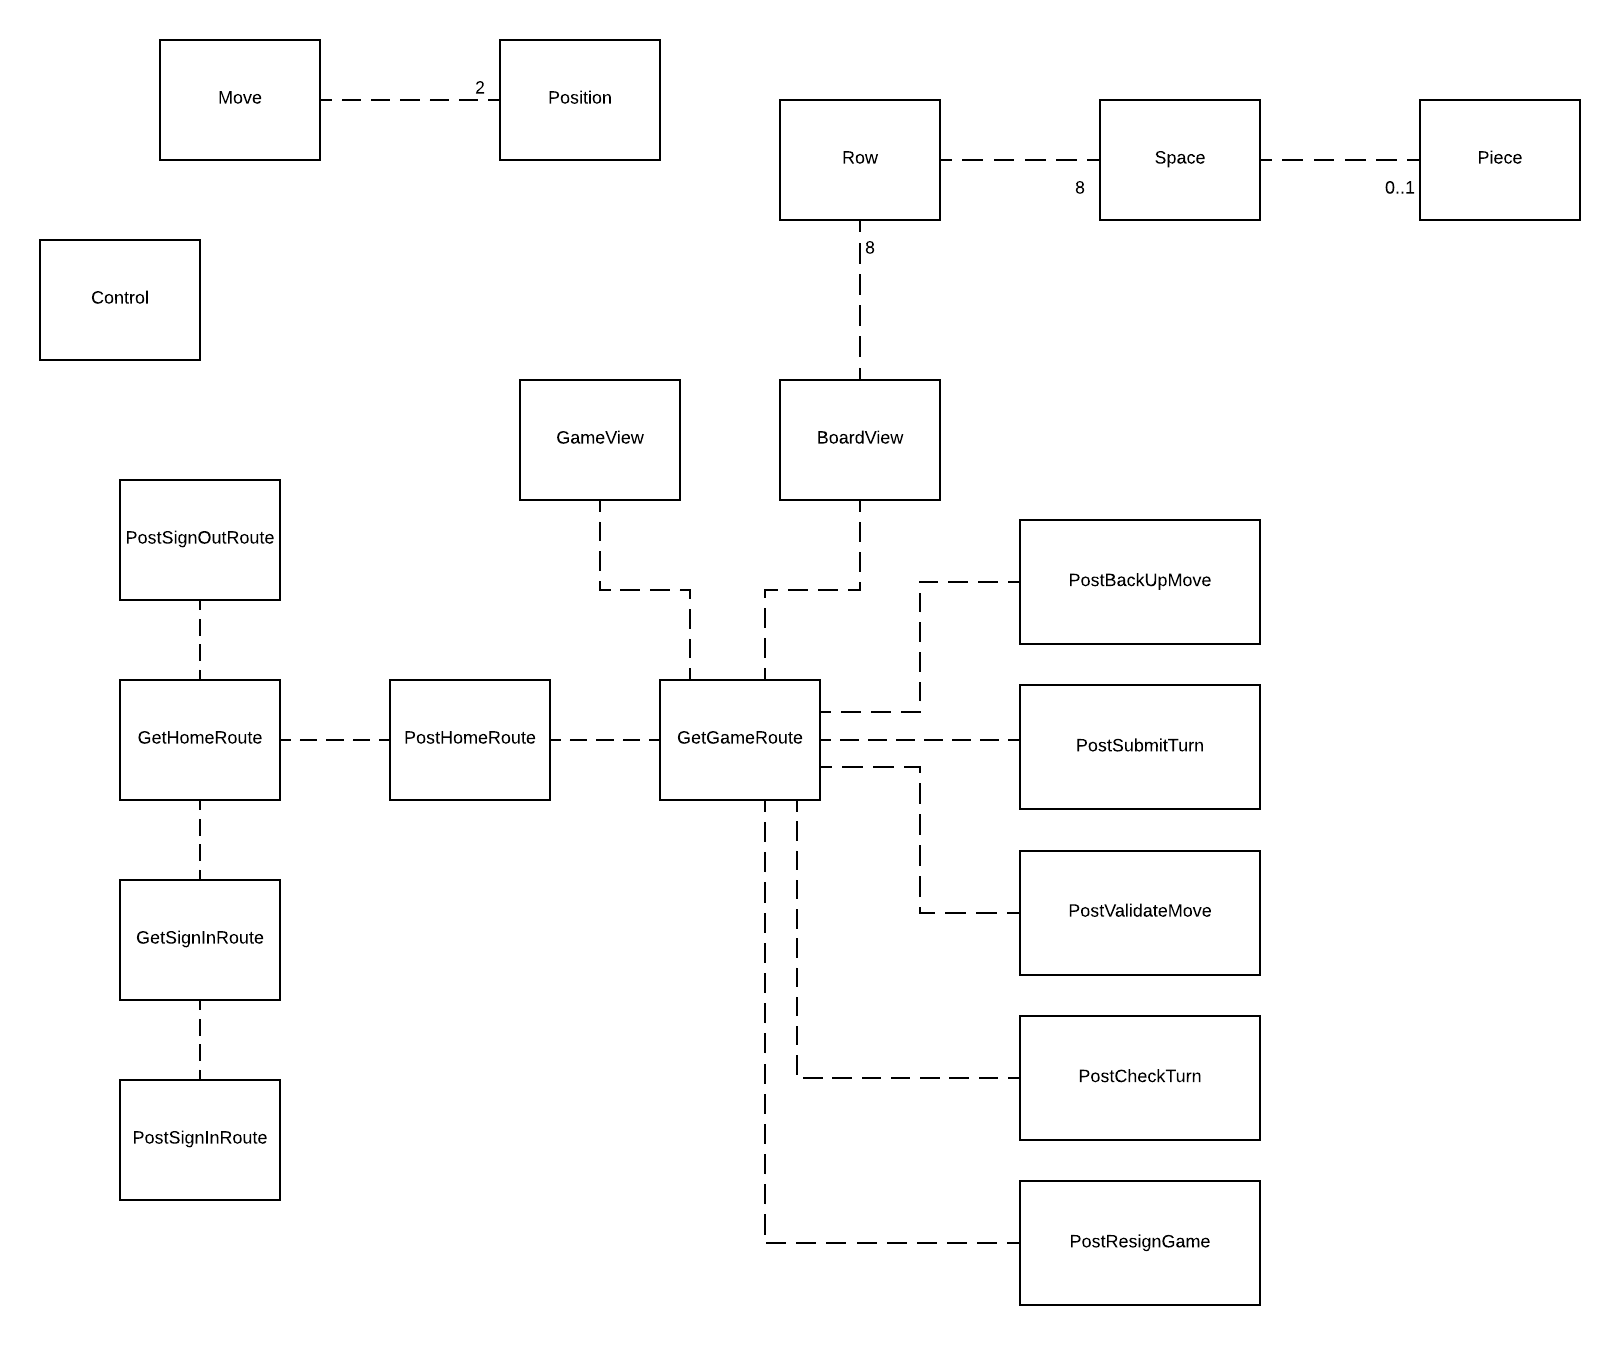 Move
2
Position
Row
8
Space
0..1
Piece
8
Control
GameView
BoardView
PostSignOutRoute
PostBackUpMove
GetHomeRoute
PostHomeRoute
GetGameRoute
PostSubmitTurn
PostValidateMove
GetSignInRoute
PostCheckTurn
PostSignInRoute
PostResignGame